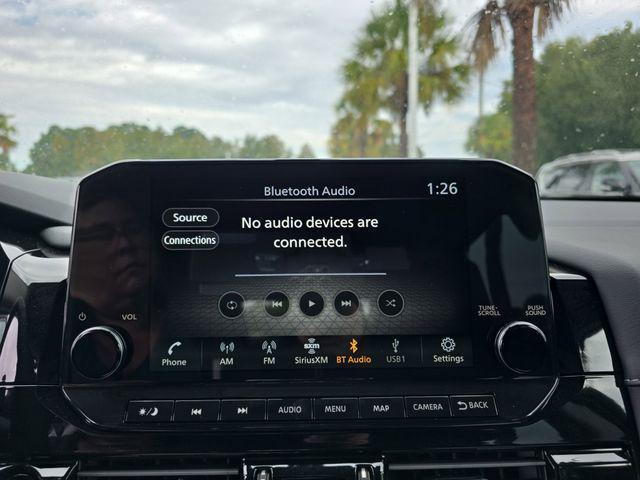 Bluetooth Audio
1:26
Source
Connections
No audio devices are
connected.
VOL
TUNE·
SCROLL
PUSH
SOUND
Phone
AM
FM
sxm
SiriusXM
BT Audio
USB1
Settings
AUDIO
MENU
MAP
CAMERA
BACK